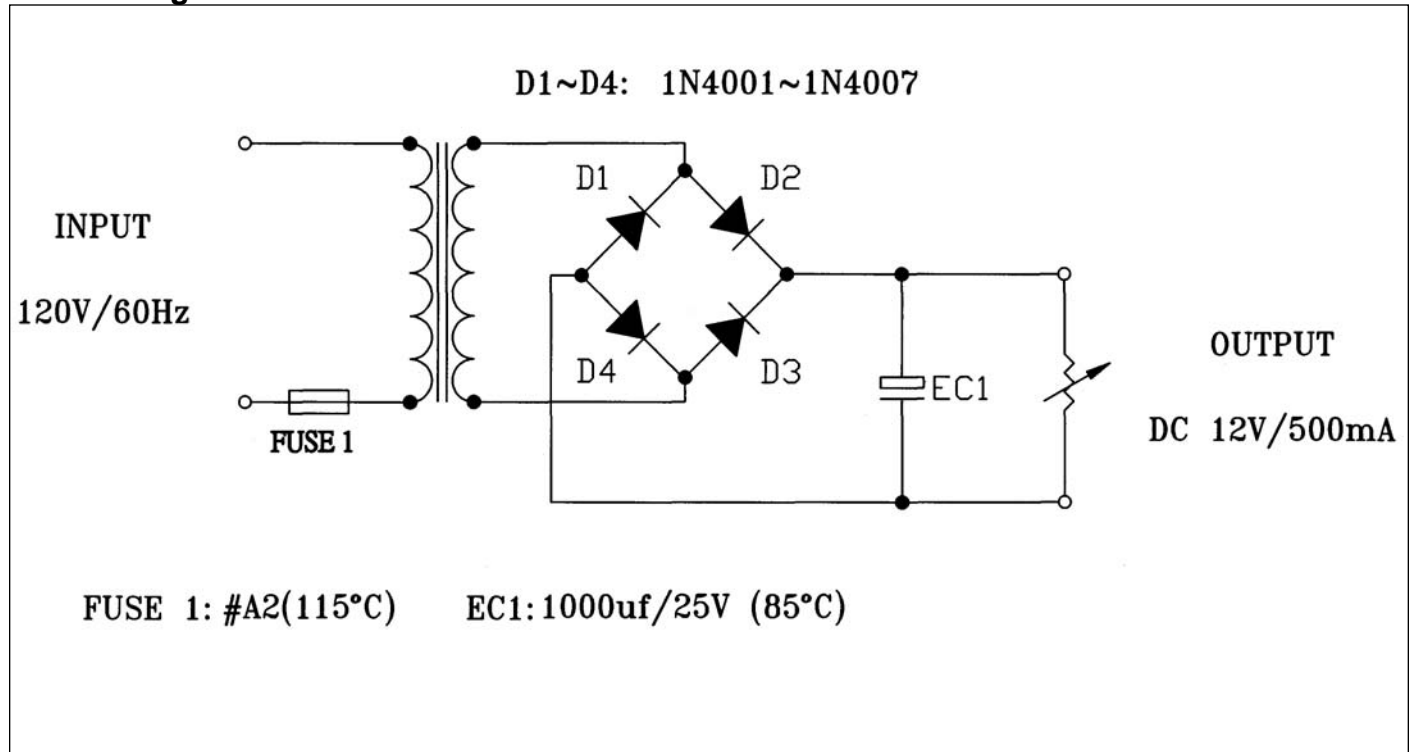 D1~D4: 1N4001~1N4007
D1
D2
INPUT
120V/60Hz
D4
D3
EC1
OUTPUT
DC 12V/500mA
FUSE 1
FUSE 1: #A2(115°C) EC1:1000uf/25V (85°C)